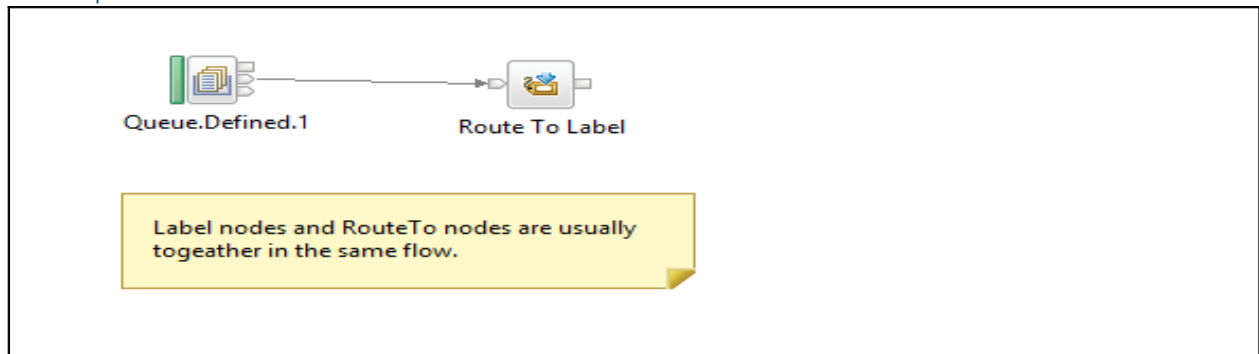 Queue.Defined.1
Route To Label
Label nodes and RouteTo nodes are usually
togeather in the same flow.